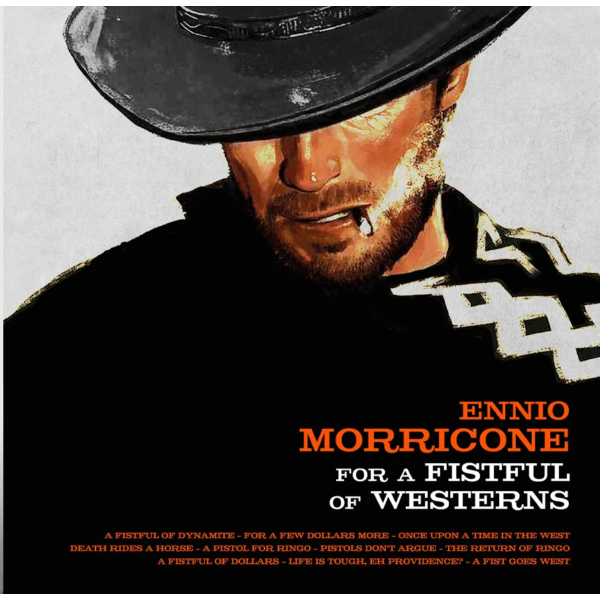 ENNIO
MORRICONE
FOR A FISTFUL
OF WESTERNS
A FISTFUL OF DYNAMITE - FOR A FEW DOLLARS MORE - ONCE UPON A TIME IN THE WEST
DEATH RIDES A HORSE - A PISTOL FOR RINGO - PISTOLS DON'T ARGUE - THE RETURN OF RINGO
A FISTFUL OF DOLLARS - LIFE IS TOUGH, EH PROVIDENCE? - A FIST GOES WEST